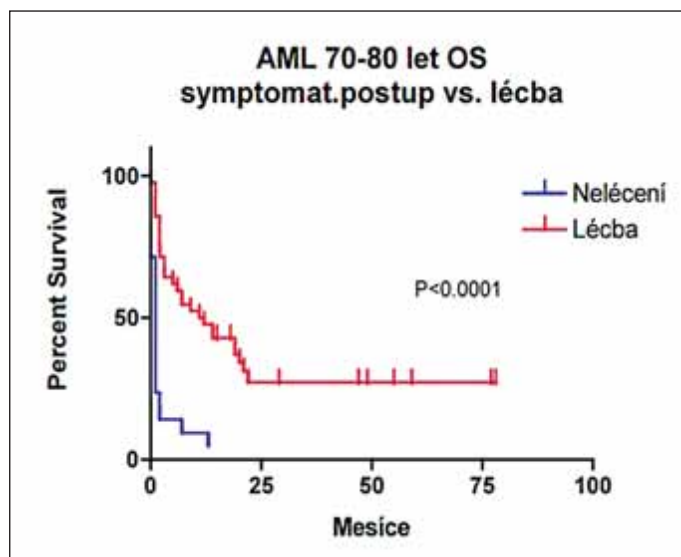 AML 70-80 let OS
symptomat.postup vs. lécba
100
50
0
Percent Survival
0 25 50 75 100
Mesíce
Nelécení
Lécba
P<0.0001